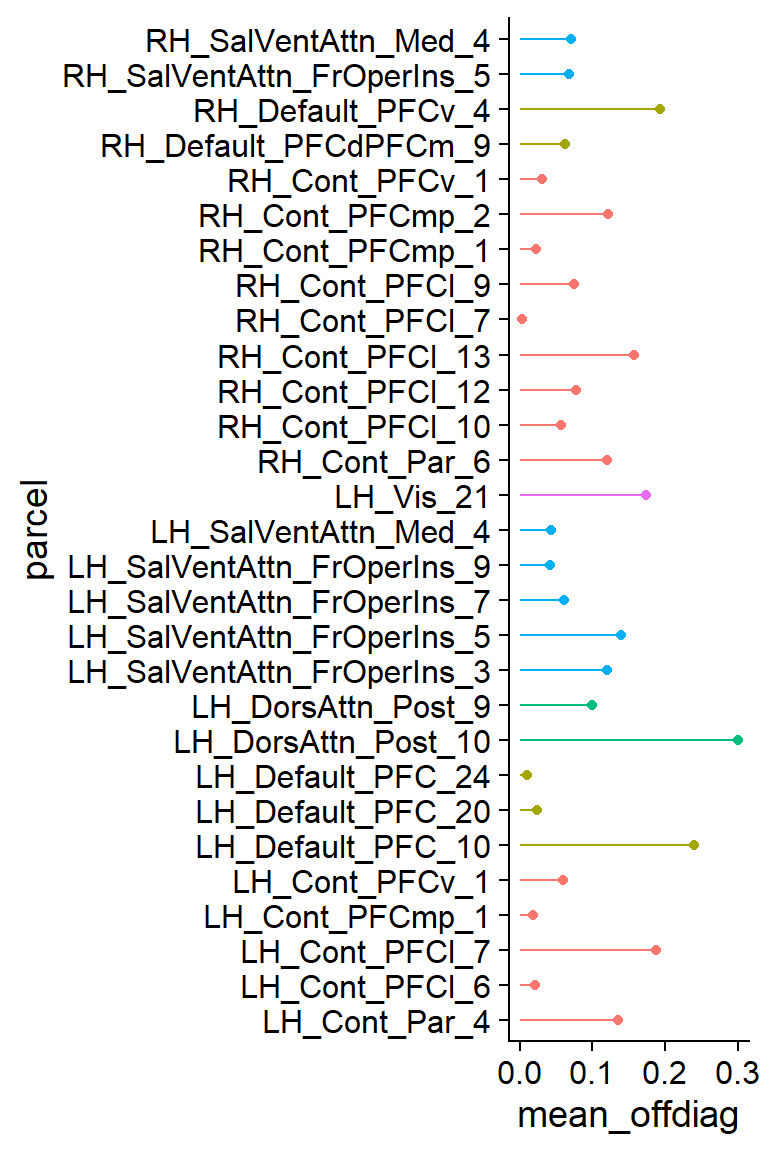 RH_SalVentAttn_Med_4
RH_SalVentAttn_FrOperIns_5
RH_Default_PFCv_4
RH_Default_PFCdPFCm_9
RH_Cont_PFCv_1
RH_Cont_PFCmp_2
RH_Cont_PFCmp_1
RH_Cont_PFCl_9
RH_Cont_PFCl_7
RH_Cont_PFCl_13
RH_Cont_PFCl_12
RH_Cont_PFCl_10
RH_Cont_Par_6
LH_Vis_21
LH_SalVentAttn_Med_4
LH_SalVentAttn_FrOperIns_9
LH_SalVentAttn_FrOperIns_7
LH_SalVentAttn_FrOperIns_5
LH_SalVentAttn_FrOperIns_3
LH_DorsAttn_Post_9
LH_DorsAttn_Post_10
LH_Default_PFC_24
LH_Default_PFC_20
LH_Default_PFC_10
LH_Cont_PFCv_1
LH_Cont_PFCmp_1
LH_Cont_PFCl_7
LH_Cont_PFCl_6
LH_Cont_Par_4
parcel
0.0 0.1 0.2 0.3
mean_offdiag